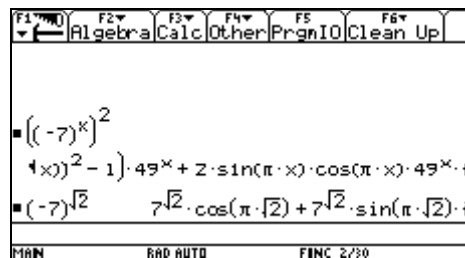 F1 F2 F3 F4 F5 F6
Algebra Calc Other PrgmIO Clean Up
((-7)^x)^2
x))^2 - 1)·49^x + 2·sin(π·x)·cos(π·x)·49^x·
(-7)^√2 7^√2·cos(π·√2) + 7^√2·sin(π·√2)·
MAIN RAD AUTO FUNC 2/30